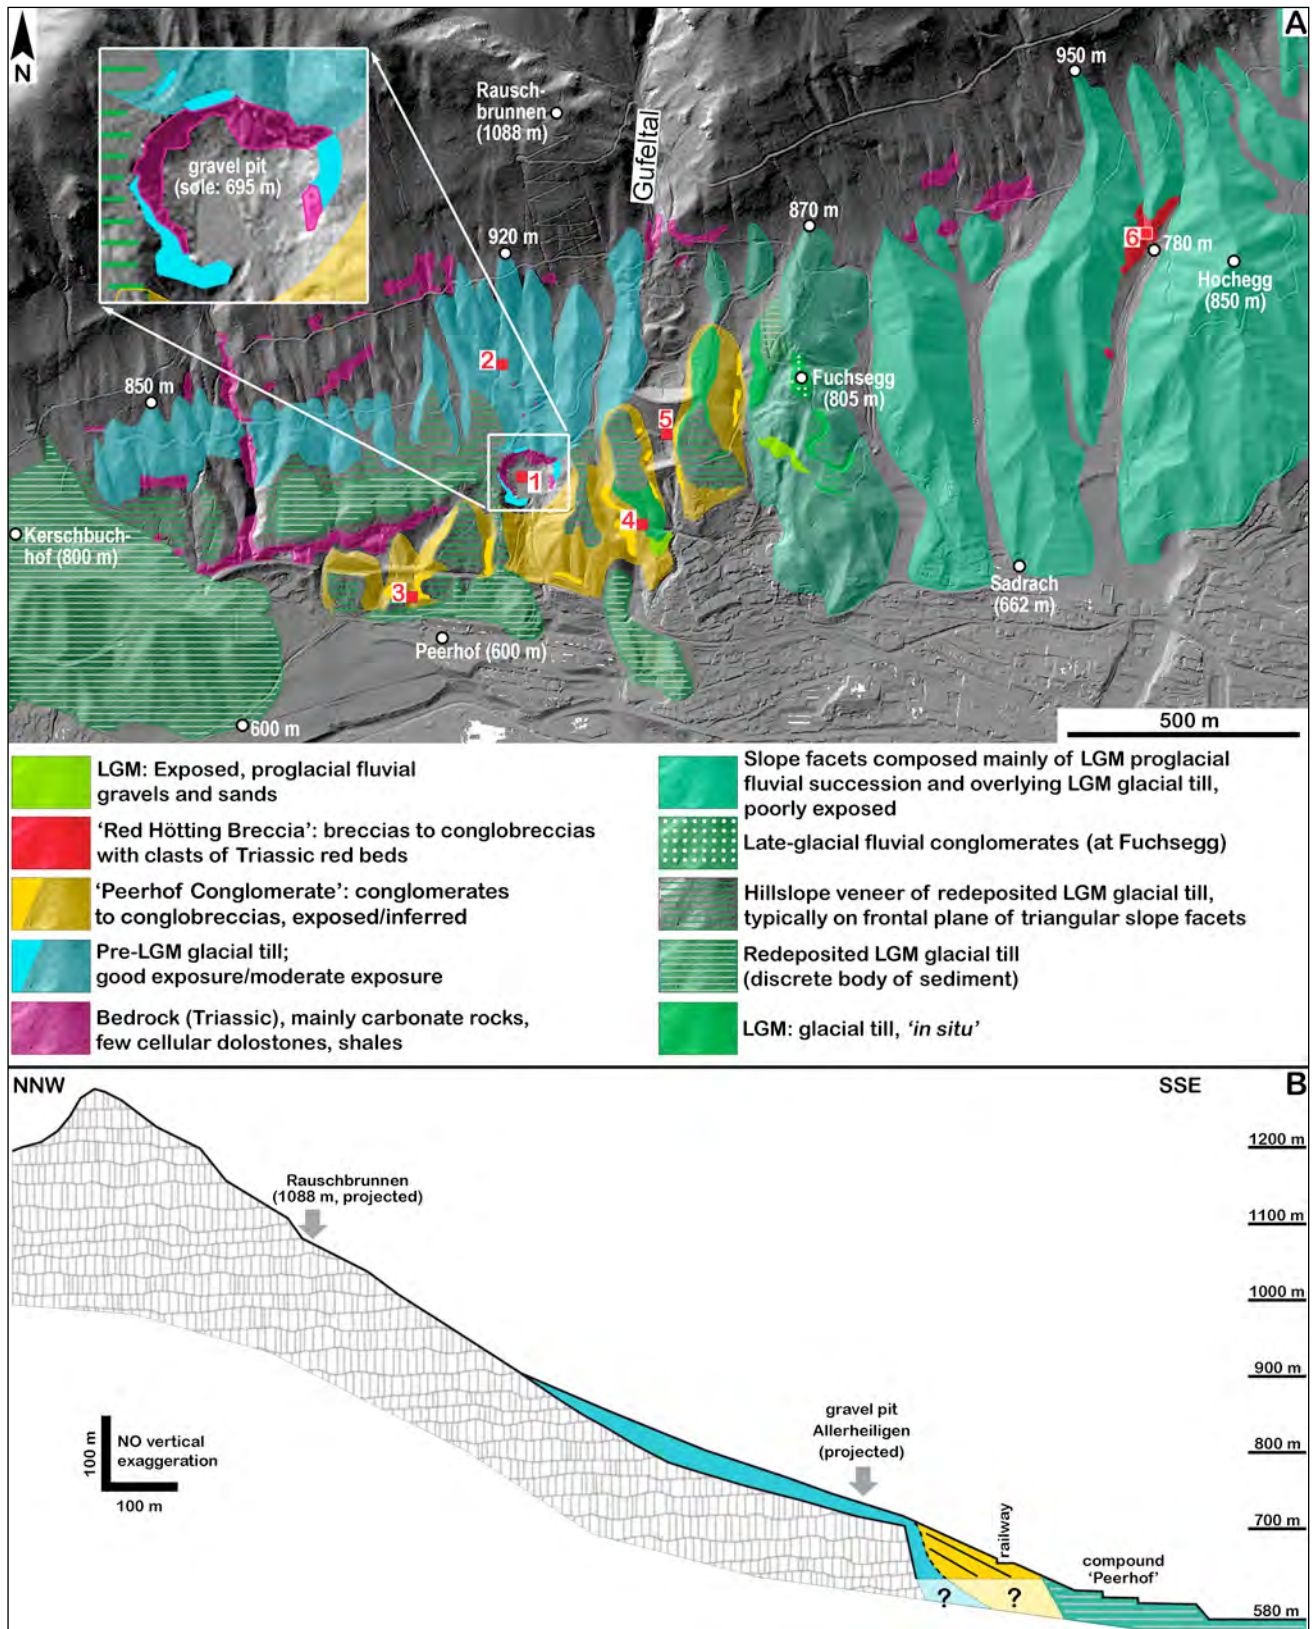 A
N
Rausch-
brunnen
(1088 m)
Gufeltal
950 m
gravel pit
(sole: 695 m)
920 m
870 m
6
780 m
Hochegg
(850 m)
2
850 m
Fuchsegg
(805 m)
5
1
4
Kerschbuch-
hof (800 m)
3
Sadrach
(662 m)
Peerhof (600 m)
600 m
500 m
LGM: Exposed, proglacial fluvial
gravels and sands
‘Red Hötting Breccia’: breccias to conglobreccias
with clasts of Triassic red beds
‘Peerhof Conglomerate’: conglomerates
to conglobreccias, exposed/inferred
Pre-LGM glacial till;
good exposure/moderate exposure
Bedrock (Triassic), mainly carbonate rocks,
few cellular dolostones, shales
Slope facets composed mainly of LGM proglacial
fluvial succession and overlying LGM glacial till,
poorly exposed
Late-glacial fluvial conglomerates (at Fuchsegg)
Hillslope veneer of redeposited LGM glacial till,
typically on frontal plane of triangular slope facets
Redeposited LGM glacial till
(discrete body of sediment)
LGM: glacial till, ‘in situ’
NNW
SSE
B
1200 m
Rauschbrunnen
(1088 m, projected)
1100 m
1000 m
900 m
gravel pit
Allerheiligen
(projected)
800 m
100 m
NO vertical
exaggeration
100 m
700 m
railway
compound
‘Peerhof’
?
?
580 m